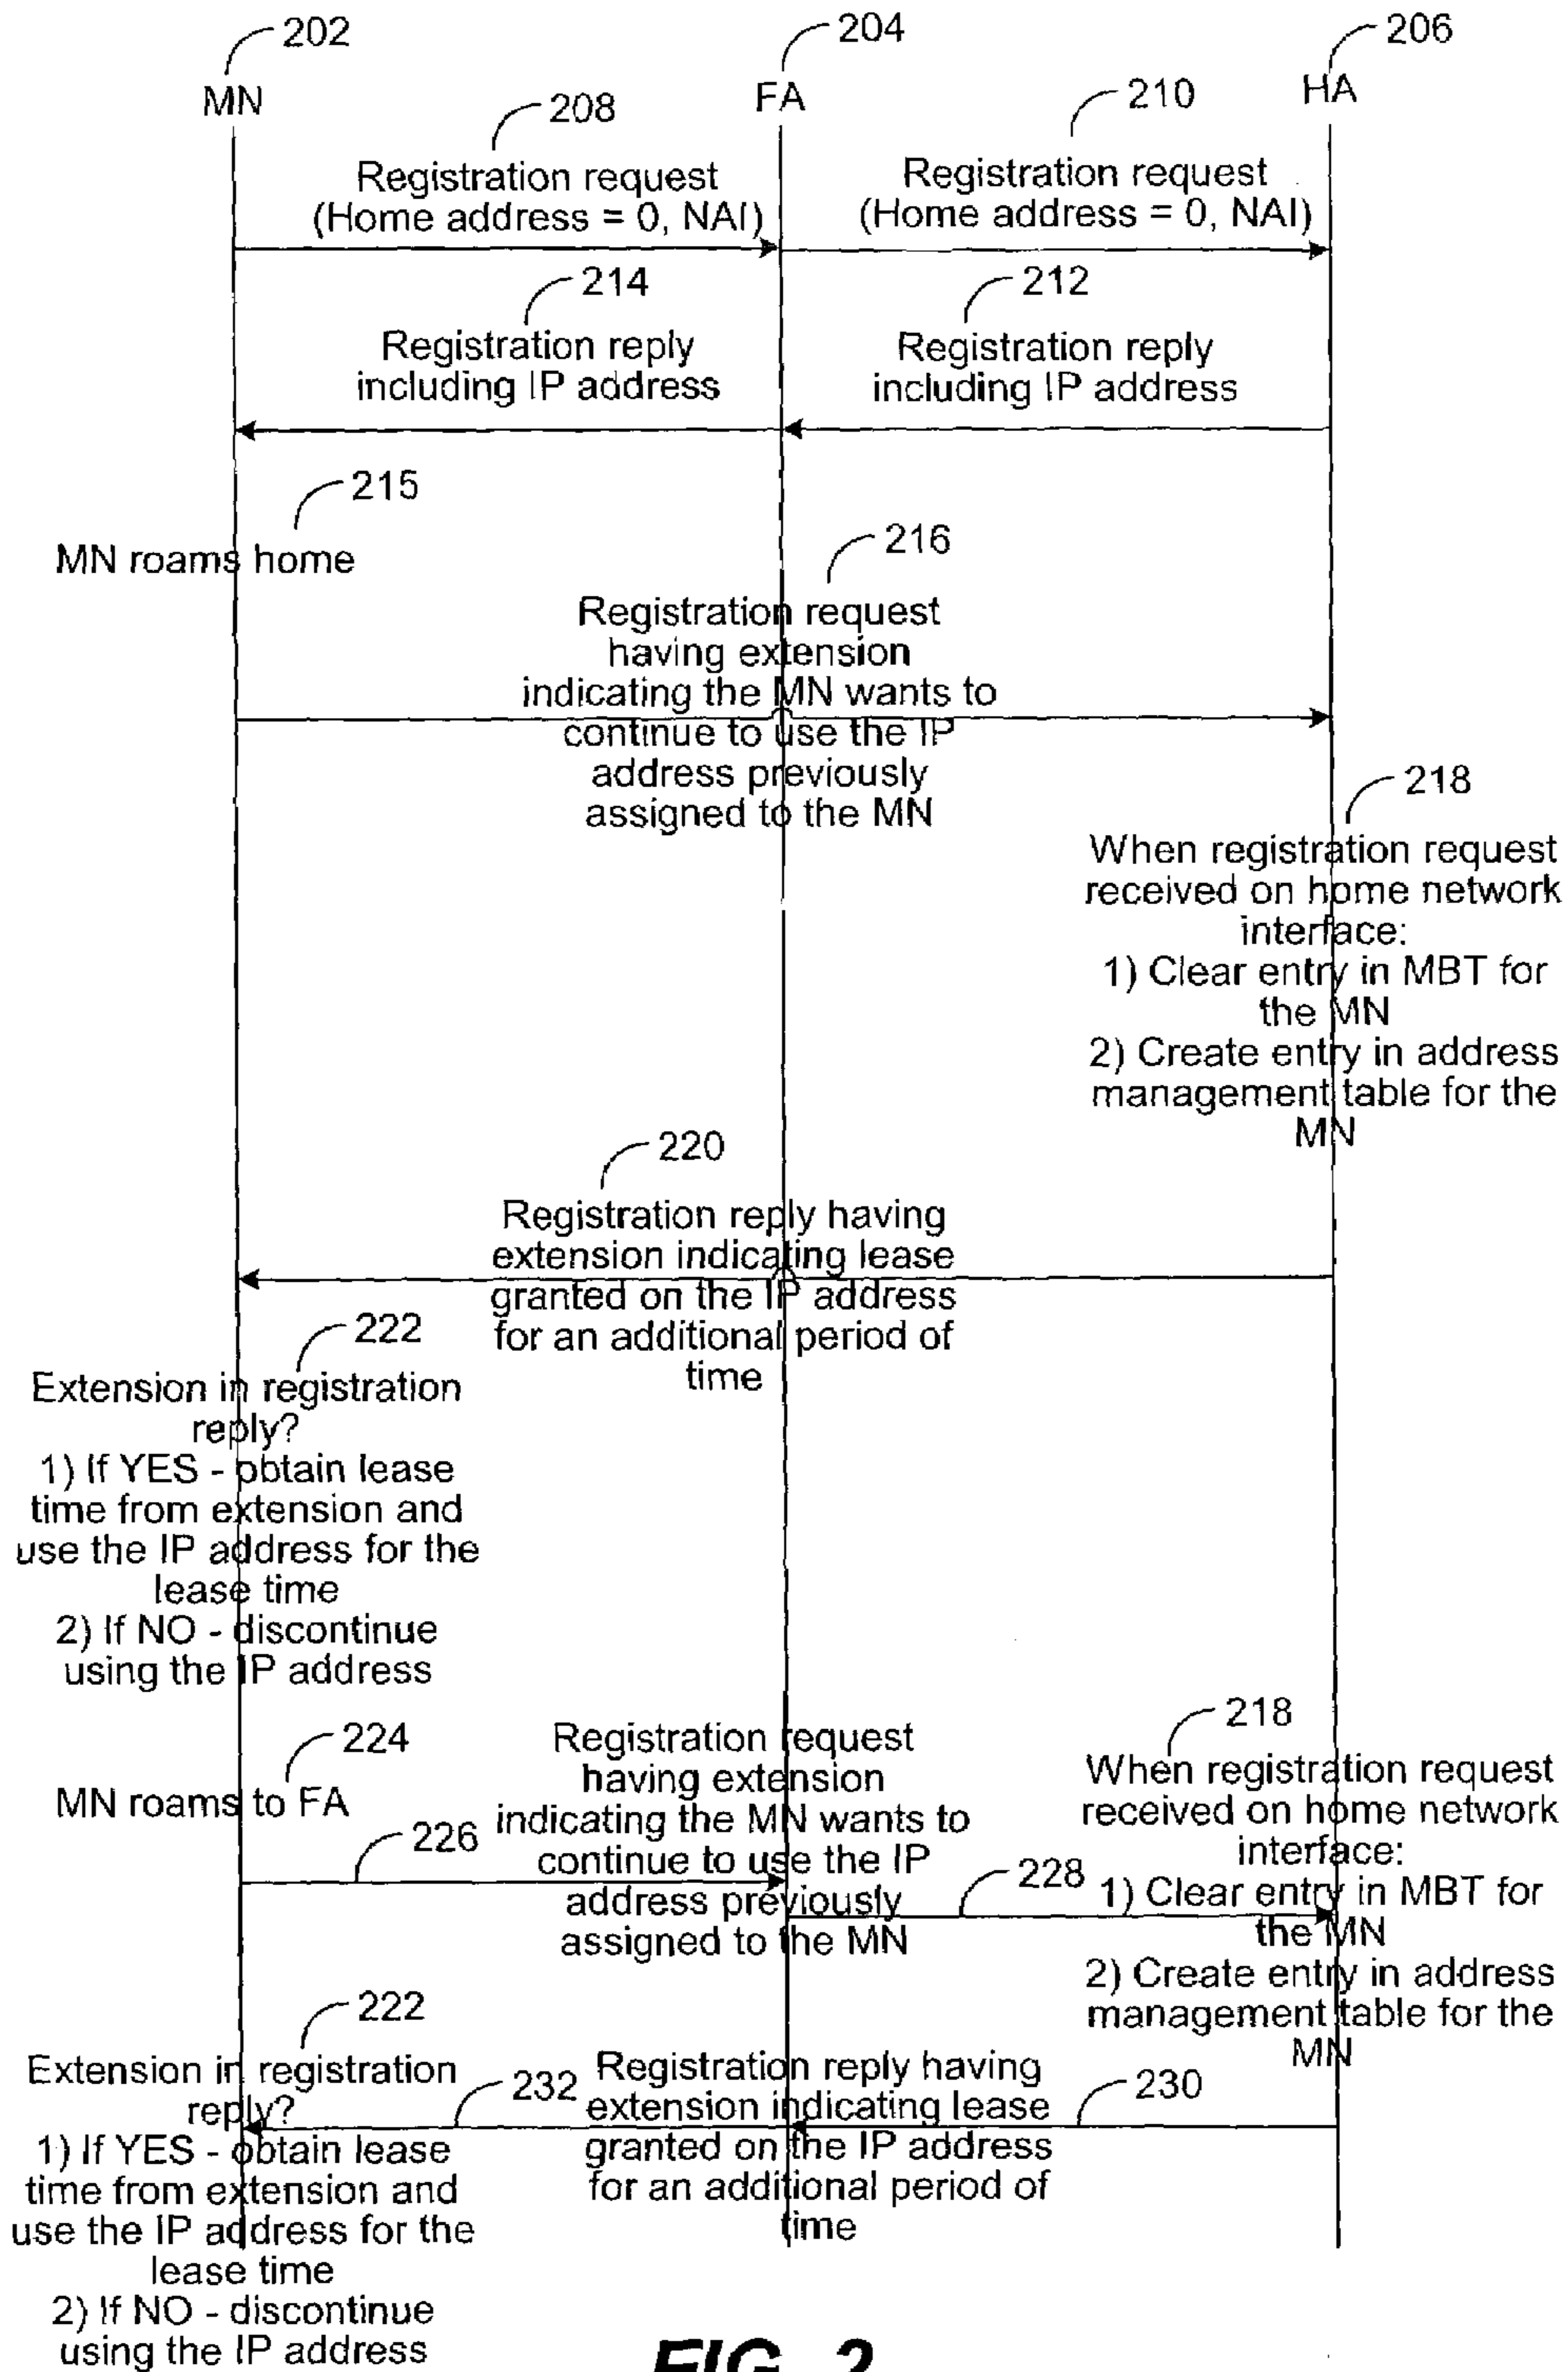 202
204
206
MN
FA
HA
208
210
Registration request
(Home address = 0, NAI)
Registration request
(Home address = 0, NAI)
214
212
Registration reply
including IP address
Registration reply
including IP address
215
MN roams home
216
Registration request
having extension
indicating the MN wants to
continue to use the IP
address previously
assigned to the MN
218
When registration request
received on home network
interface:
1) Clear entry in MBT for
the MN
2) Create entry in address
management table for the
MN
220
Registration reply having
extension indicating lease
granted on the IP address
for an additional period of
time
222
Extension in registration
reply?
1) If YES - obtain lease
time from extension and
use the IP address for the
lease time
2) If NO - discontinue
using the IP address
224
MN roams to FA
226
Registration request
having extension
indicating the MN wants to
continue to use the IP
address previously
assigned to the MN
228
218
When registration request
received on home network
interface:
1) Clear entry in MBT for
the MN
2) Create entry in address
management table for the
MN
222
Extension in registration
reply?
1) If YES - obtain lease
time from extension and
use the IP address for the
lease time
2) If NO - discontinue
using the IP address
232
Registration reply having
extension indicating lease
granted on the IP address
for an additional period of
time
230
FIG. 2